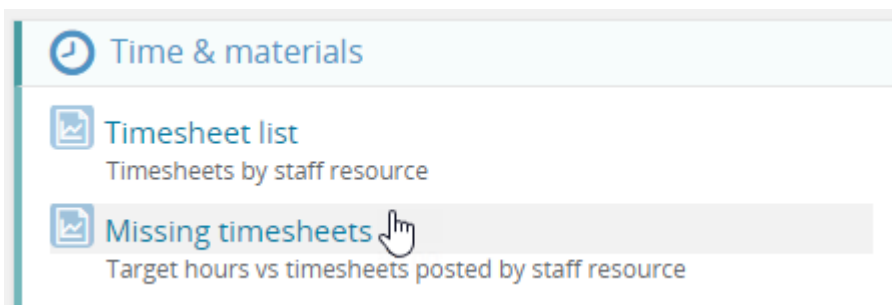 Time & materials
Timesheet list
Timesheets by staff resource
Missing timesheets
Target hours vs timesheets posted by staff resource